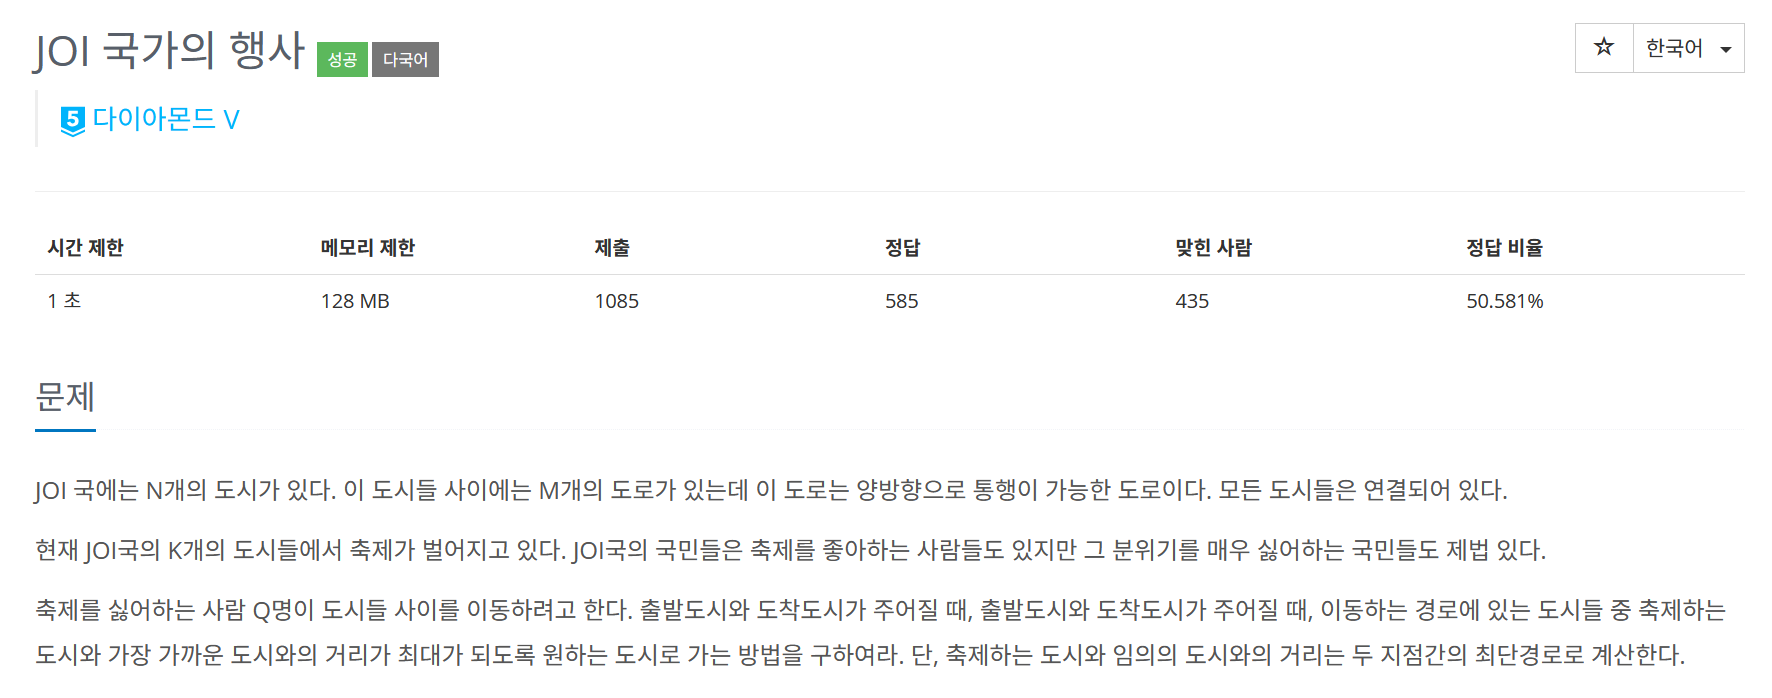 JOI 국가의 행사 성공 다국어
☆ 한국어
5 다이아몬드 V
시간 제한 메모리 제한 제출 정답 맞힌 사람 정답 비율
1 초 128 MB 1085 585 435 50.581%
문제
JOI 국에는 N개의 도시가 있다. 이 도시들 사이에는 M개의 도로가 있는데 이 도로는 양방향으로 통행이 가능한 도로이다. 모든 도시들은 연결되어 있다.
현재 JOI국의 K개의 도시들에서 축제가 벌어지고 있다. JOI국의 국민들은 축제를 좋아하는 사람들도 있지만 그 분위기를 매우 싫어하는 국민들도 제법 있다.
축제를 싫어하는 사람 Q명이 도시들 사이를 이동하려고 한다. 출발도시와 도착도시가 주어질 때, 출발도시와 도착도시가 주어질 때, 이동하는 경로에 있는 도시들 중 축제하는
도시와 가장 가까운 도시와의 거리가 최대가 되도록 원하는 도시로 가는 방법을 구하여라. 단, 축제하는 도시와 임의의 도시와의 거리는 두 지점간의 최단경로로 계산한다.